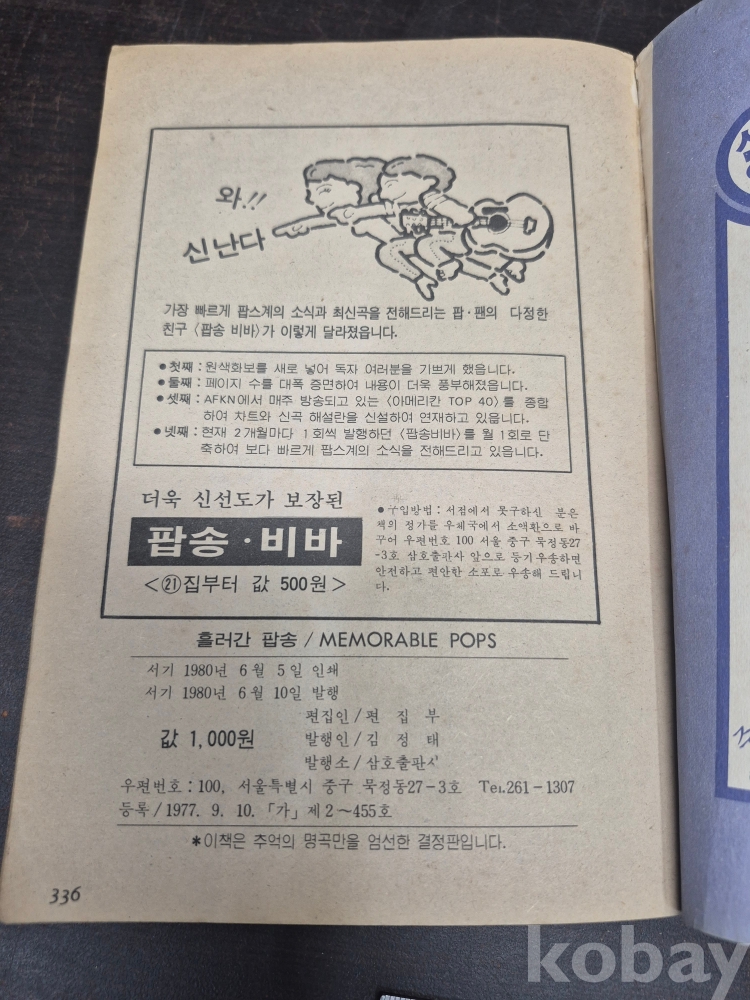 와!!
신난다
가장 빠르게 팝스계의 소식과 최신곡을 전해드리는 팝·팬의 다정한
친구 〈팝송 비바〉가 이렇게 달라졌읍니다.
●첫째 : 원색화보를 새로 넣어 독자 여러분을 기쁘게 했읍니다.
●둘째 : 페이지 수를 대폭 증면하여 내용이 더욱 풍부해졌읍니다.
●셋째 : AFKN에서 매주 방송되고 있는 〈아메리칸 TOP 40〉를 종합
하여 차트와 신곡 해설란을 신설하여 연재하고 있읍니다.
●넷째 : 현재 2개월마다 1회씩 발행하던 〈팝송비바〉를 월 1회로 단
축하여 보다 빠르게 팝스계의 소식을 전해드리고 있읍니다.
더욱 신선도가 보장된
팝송·비바
<㉑집부터 값 500원>
●구입방법 : 서점에서 못구하신 분은
책의 정가를 우체국에서 소액환으로 바
꾸어 우편번호 100 서울 중구 묵정동27
-3호 삼호출판사 앞으로 등기우송하면
안전하고 편안한 소포로 우송해 드립니
다.
흘러간 팝송 / MEMORABLE POPS
서기 1980년 6월 5일 인쇄
서기 1980년 6월 10일 발행
값 1,000원
편집인 / 편 집 부
발행인 / 김 정 태
발행소 / 삼호출판사
우편번호 : 100, 서울특별시 중구 묵정동27-3호 Tel.261-1307
등록 / 1977. 9. 10. 「가」 제2～455호
*이책은 추억의 명곡만을 엄선한 결정판입니다.
336
kobay